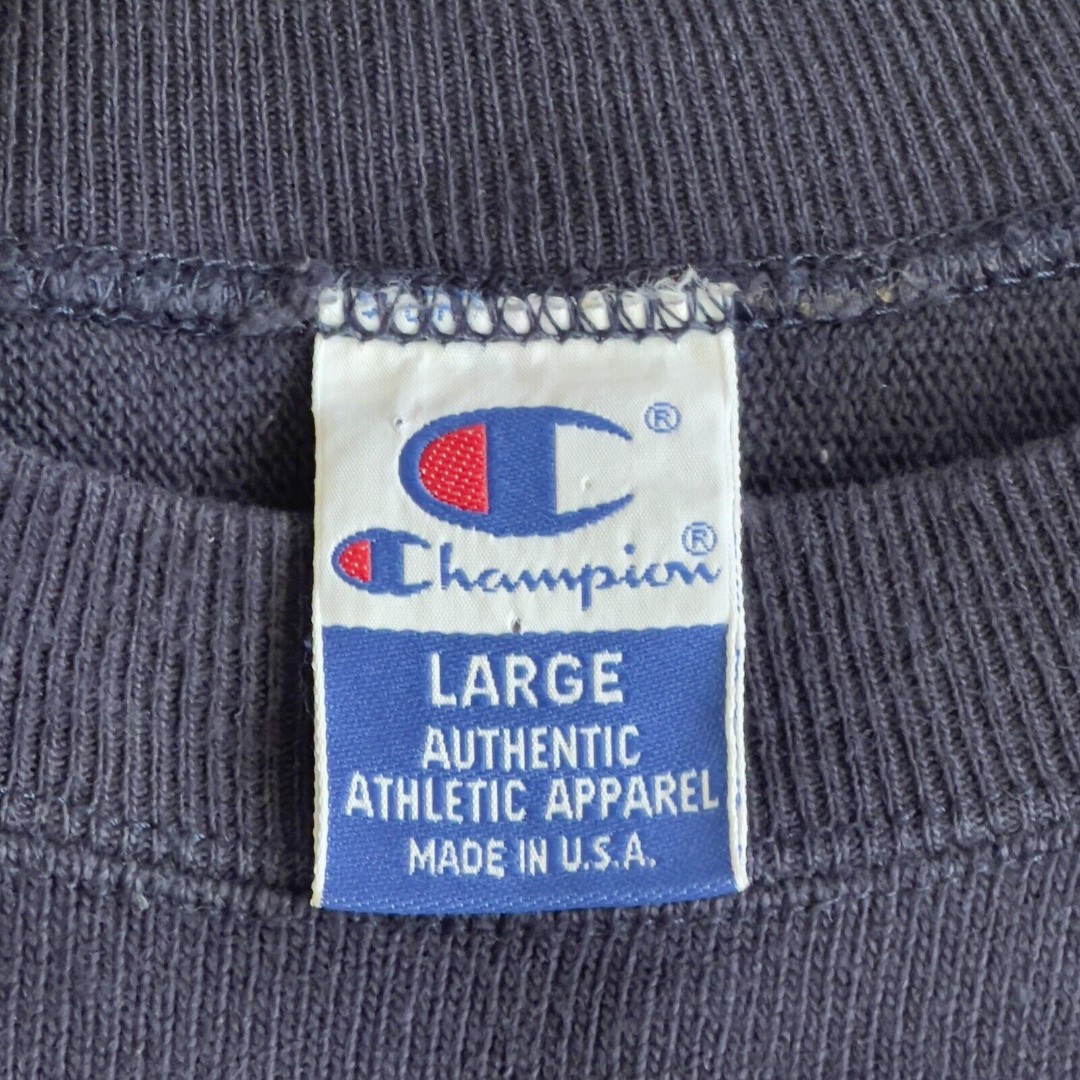 ®
Champion®
LARGE
AUTHENTIC
ATHLETIC APPAREL
MADE IN U.S.A.